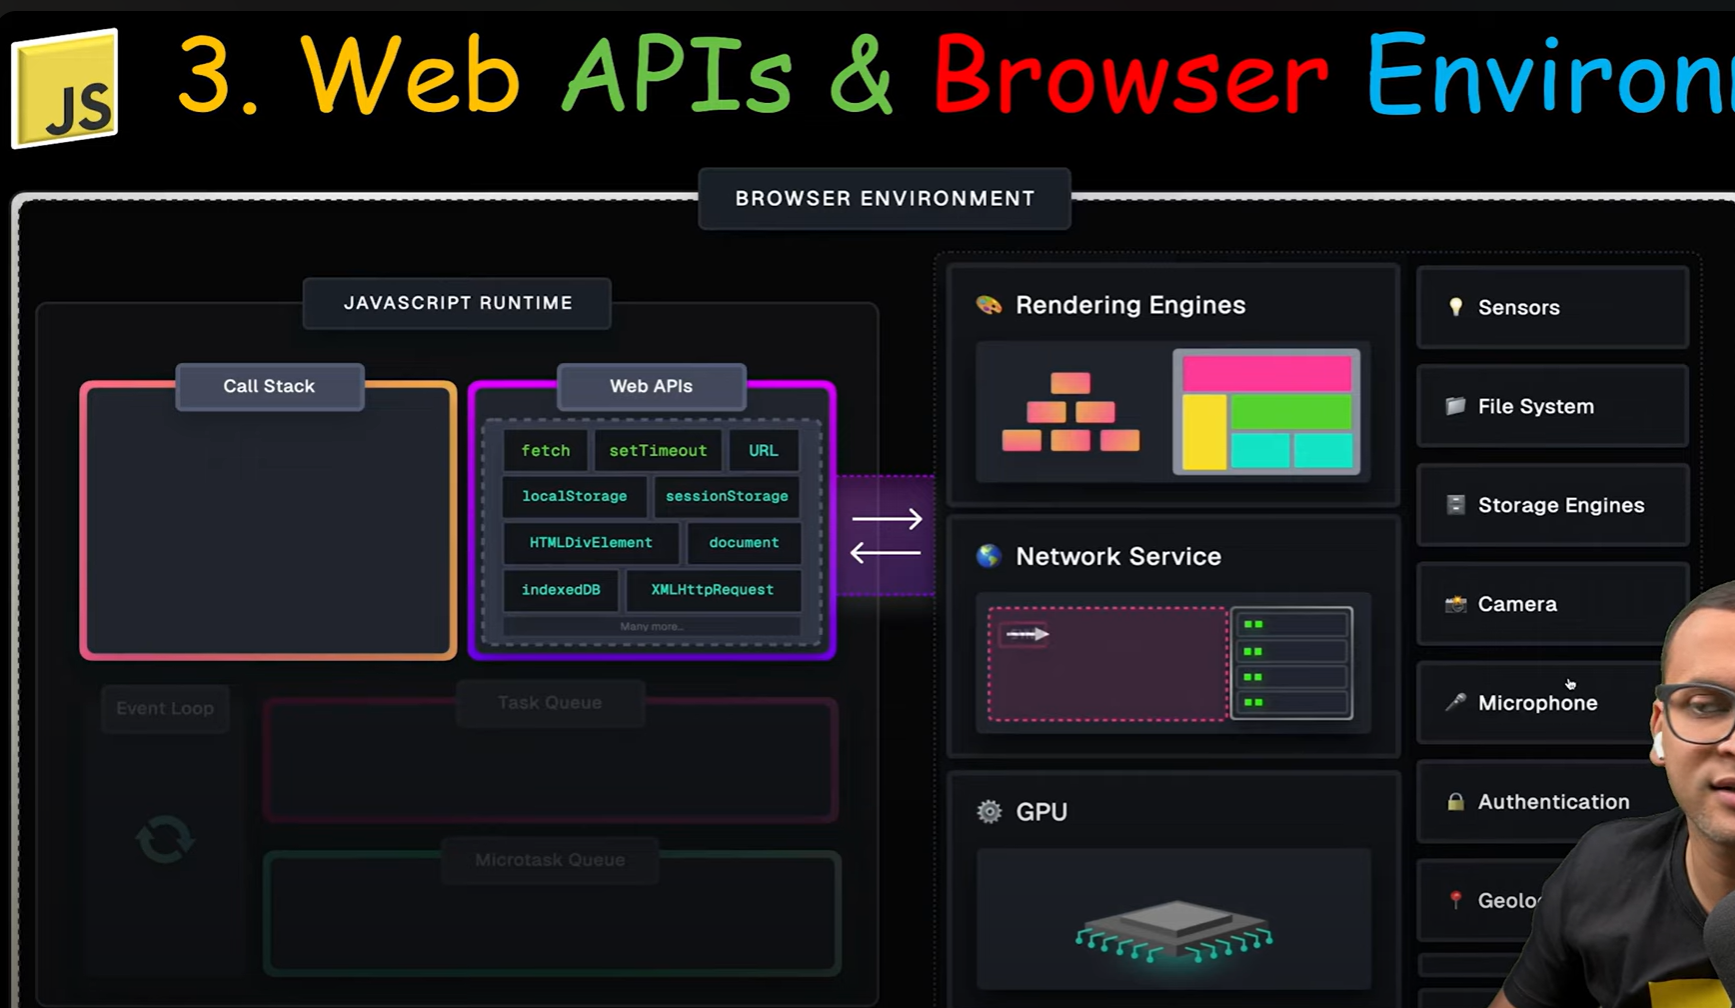 JS
3. Web APIs & Browser Environ
BROWSER ENVIRONMENT
JAVASCRIPT RUNTIME
Call Stack
Web APIs
fetch
setTimeout
URL
localStorage
sessionStorage
HTMLDivElement
document
indexedDB
XMLHttpRequest
Many more...
Event Loop
Task Queue
Microtask Queue
Rendering Engines
Network Service
GPU
Sensors
File System
Storage Engines
Camera
Microphone
Authentication
Geolo